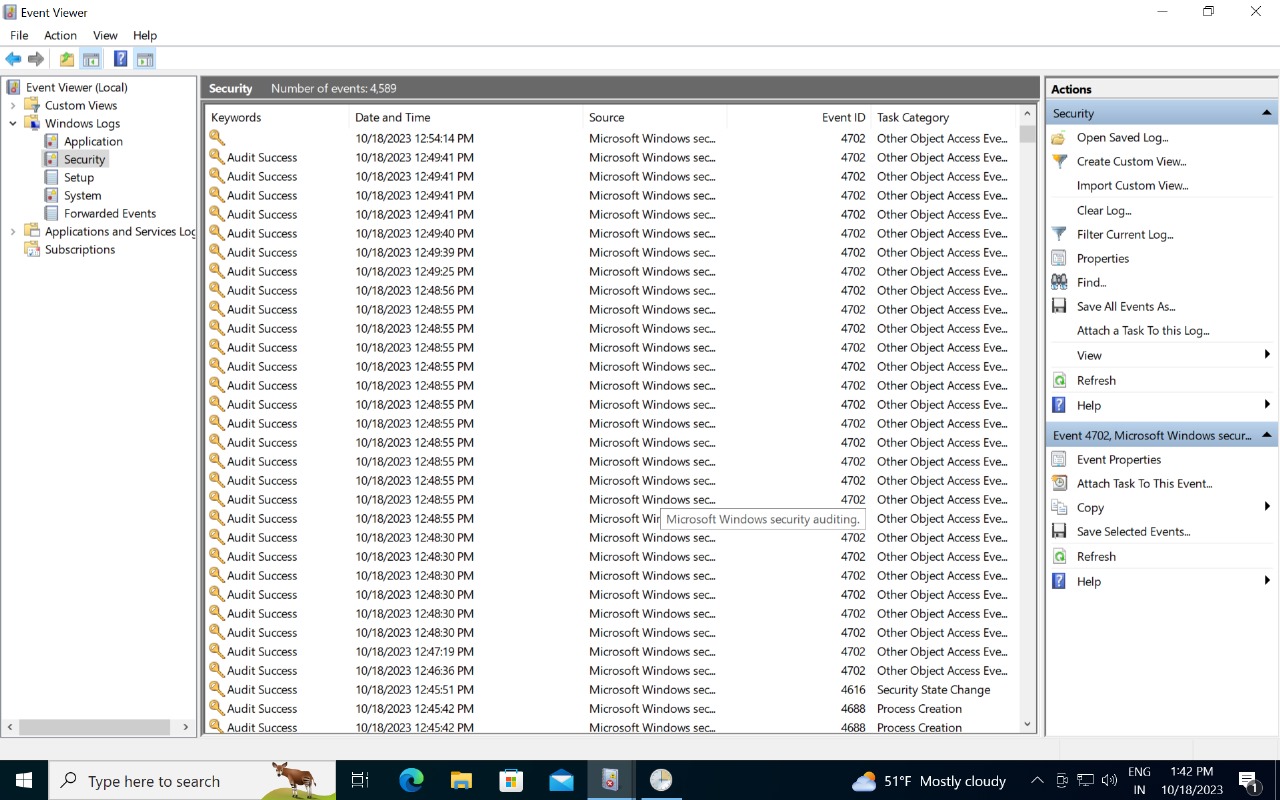 Event Viewer
File Action View Help
Event Viewer (Local)
Custom Views
Windows Logs
Application
Security
Setup
System
Forwarded Events
Applications and Services Log
Subscriptions
Security Number of events: 4,589
Keywords Date and Time Source Event ID Task Category
10/18/2023 12:54:14 PM Microsoft Windows sec... 4702 Other Object Access Eve...
Audit Success 10/18/2023 12:49:41 PM Microsoft Windows sec... 4702 Other Object Access Eve...
Audit Success 10/18/2023 12:49:41 PM Microsoft Windows sec... 4702 Other Object Access Eve...
Audit Success 10/18/2023 12:49:41 PM Microsoft Windows sec... 4702 Other Object Access Eve...
Audit Success 10/18/2023 12:49:41 PM Microsoft Windows sec... 4702 Other Object Access Eve...
Audit Success 10/18/2023 12:49:40 PM Microsoft Windows sec... 4702 Other Object Access Eve...
Audit Success 10/18/2023 12:49:39 PM Microsoft Windows sec... 4702 Other Object Access Eve...
Audit Success 10/18/2023 12:49:25 PM Microsoft Windows sec... 4702 Other Object Access Eve...
Audit Success 10/18/2023 12:48:56 PM Microsoft Windows sec... 4702 Other Object Access Eve...
Audit Success 10/18/2023 12:48:55 PM Microsoft Windows sec... 4702 Other Object Access Eve...
Audit Success 10/18/2023 12:48:55 PM Microsoft Windows sec... 4702 Other Object Access Eve...
Audit Success 10/18/2023 12:48:55 PM Microsoft Windows sec... 4702 Other Object Access Eve...
Audit Success 10/18/2023 12:48:55 PM Microsoft Windows sec... 4702 Other Object Access Eve...
Audit Success 10/18/2023 12:48:55 PM Microsoft Windows sec... 4702 Other Object Access Eve...
Audit Success 10/18/2023 12:48:55 PM Microsoft Windows sec... 4702 Other Object Access Eve...
Audit Success 10/18/2023 12:48:55 PM Microsoft Windows sec... 4702 Other Object Access Eve...
Audit Success 10/18/2023 12:48:55 PM Microsoft Windows sec... 4702 Other Object Access Eve...
Audit Success 10/18/2023 12:48:55 PM Microsoft Windows sec... 4702 Other Object Access Eve...
Audit Success 10/18/2023 12:48:55 PM Microsoft Windows sec... 4702 Other Object Access Eve...
Audit Success 10/18/2023 12:48:55 PM Microsoft Windows sec... 4702 Other Object Access Eve...
Audit Success 10/18/2023 12:48:55 PM Microsoft Wir Microsoft Windows security auditing. Other Object Access Eve...
Audit Success 10/18/2023 12:48:30 PM Microsoft Windows sec... 4702 Other Object Access Eve...
Audit Success 10/18/2023 12:48:30 PM Microsoft Windows sec... 4702 Other Object Access Eve...
Audit Success 10/18/2023 12:48:30 PM Microsoft Windows sec... 4702 Other Object Access Eve...
Audit Success 10/18/2023 12:48:30 PM Microsoft Windows sec... 4702 Other Object Access Eve...
Audit Success 10/18/2023 12:48:30 PM Microsoft Windows sec... 4702 Other Object Access Eve...
Audit Success 10/18/2023 12:48:30 PM Microsoft Windows sec... 4702 Other Object Access Eve...
Audit Success 10/18/2023 12:47:19 PM Microsoft Windows sec... 4702 Other Object Access Eve...
Audit Success 10/18/2023 12:46:36 PM Microsoft Windows sec... 4702 Other Object Access Eve...
Audit Success 10/18/2023 12:45:51 PM Microsoft Windows sec... 4616 Security State Change
Audit Success 10/18/2023 12:45:42 PM Microsoft Windows sec... 4688 Process Creation
Audit Success 10/18/2023 12:45:42 PM Microsoft Windows sec... 4688 Process Creation
Actions
Security
Open Saved Log...
Create Custom View...
Import Custom View...
Clear Log...
Filter Current Log...
Properties
Find...
Save All Events As...
Attach a Task To this Log...
View
Refresh
Help
Event 4702, Microsoft Windows secur...
Event Properties
Attach Task To This Event...
Copy
Save Selected Events...
Refresh
Help
Type here to search
51°F Mostly cloudy
ENG
IN
1:42 PM
10/18/2023
1